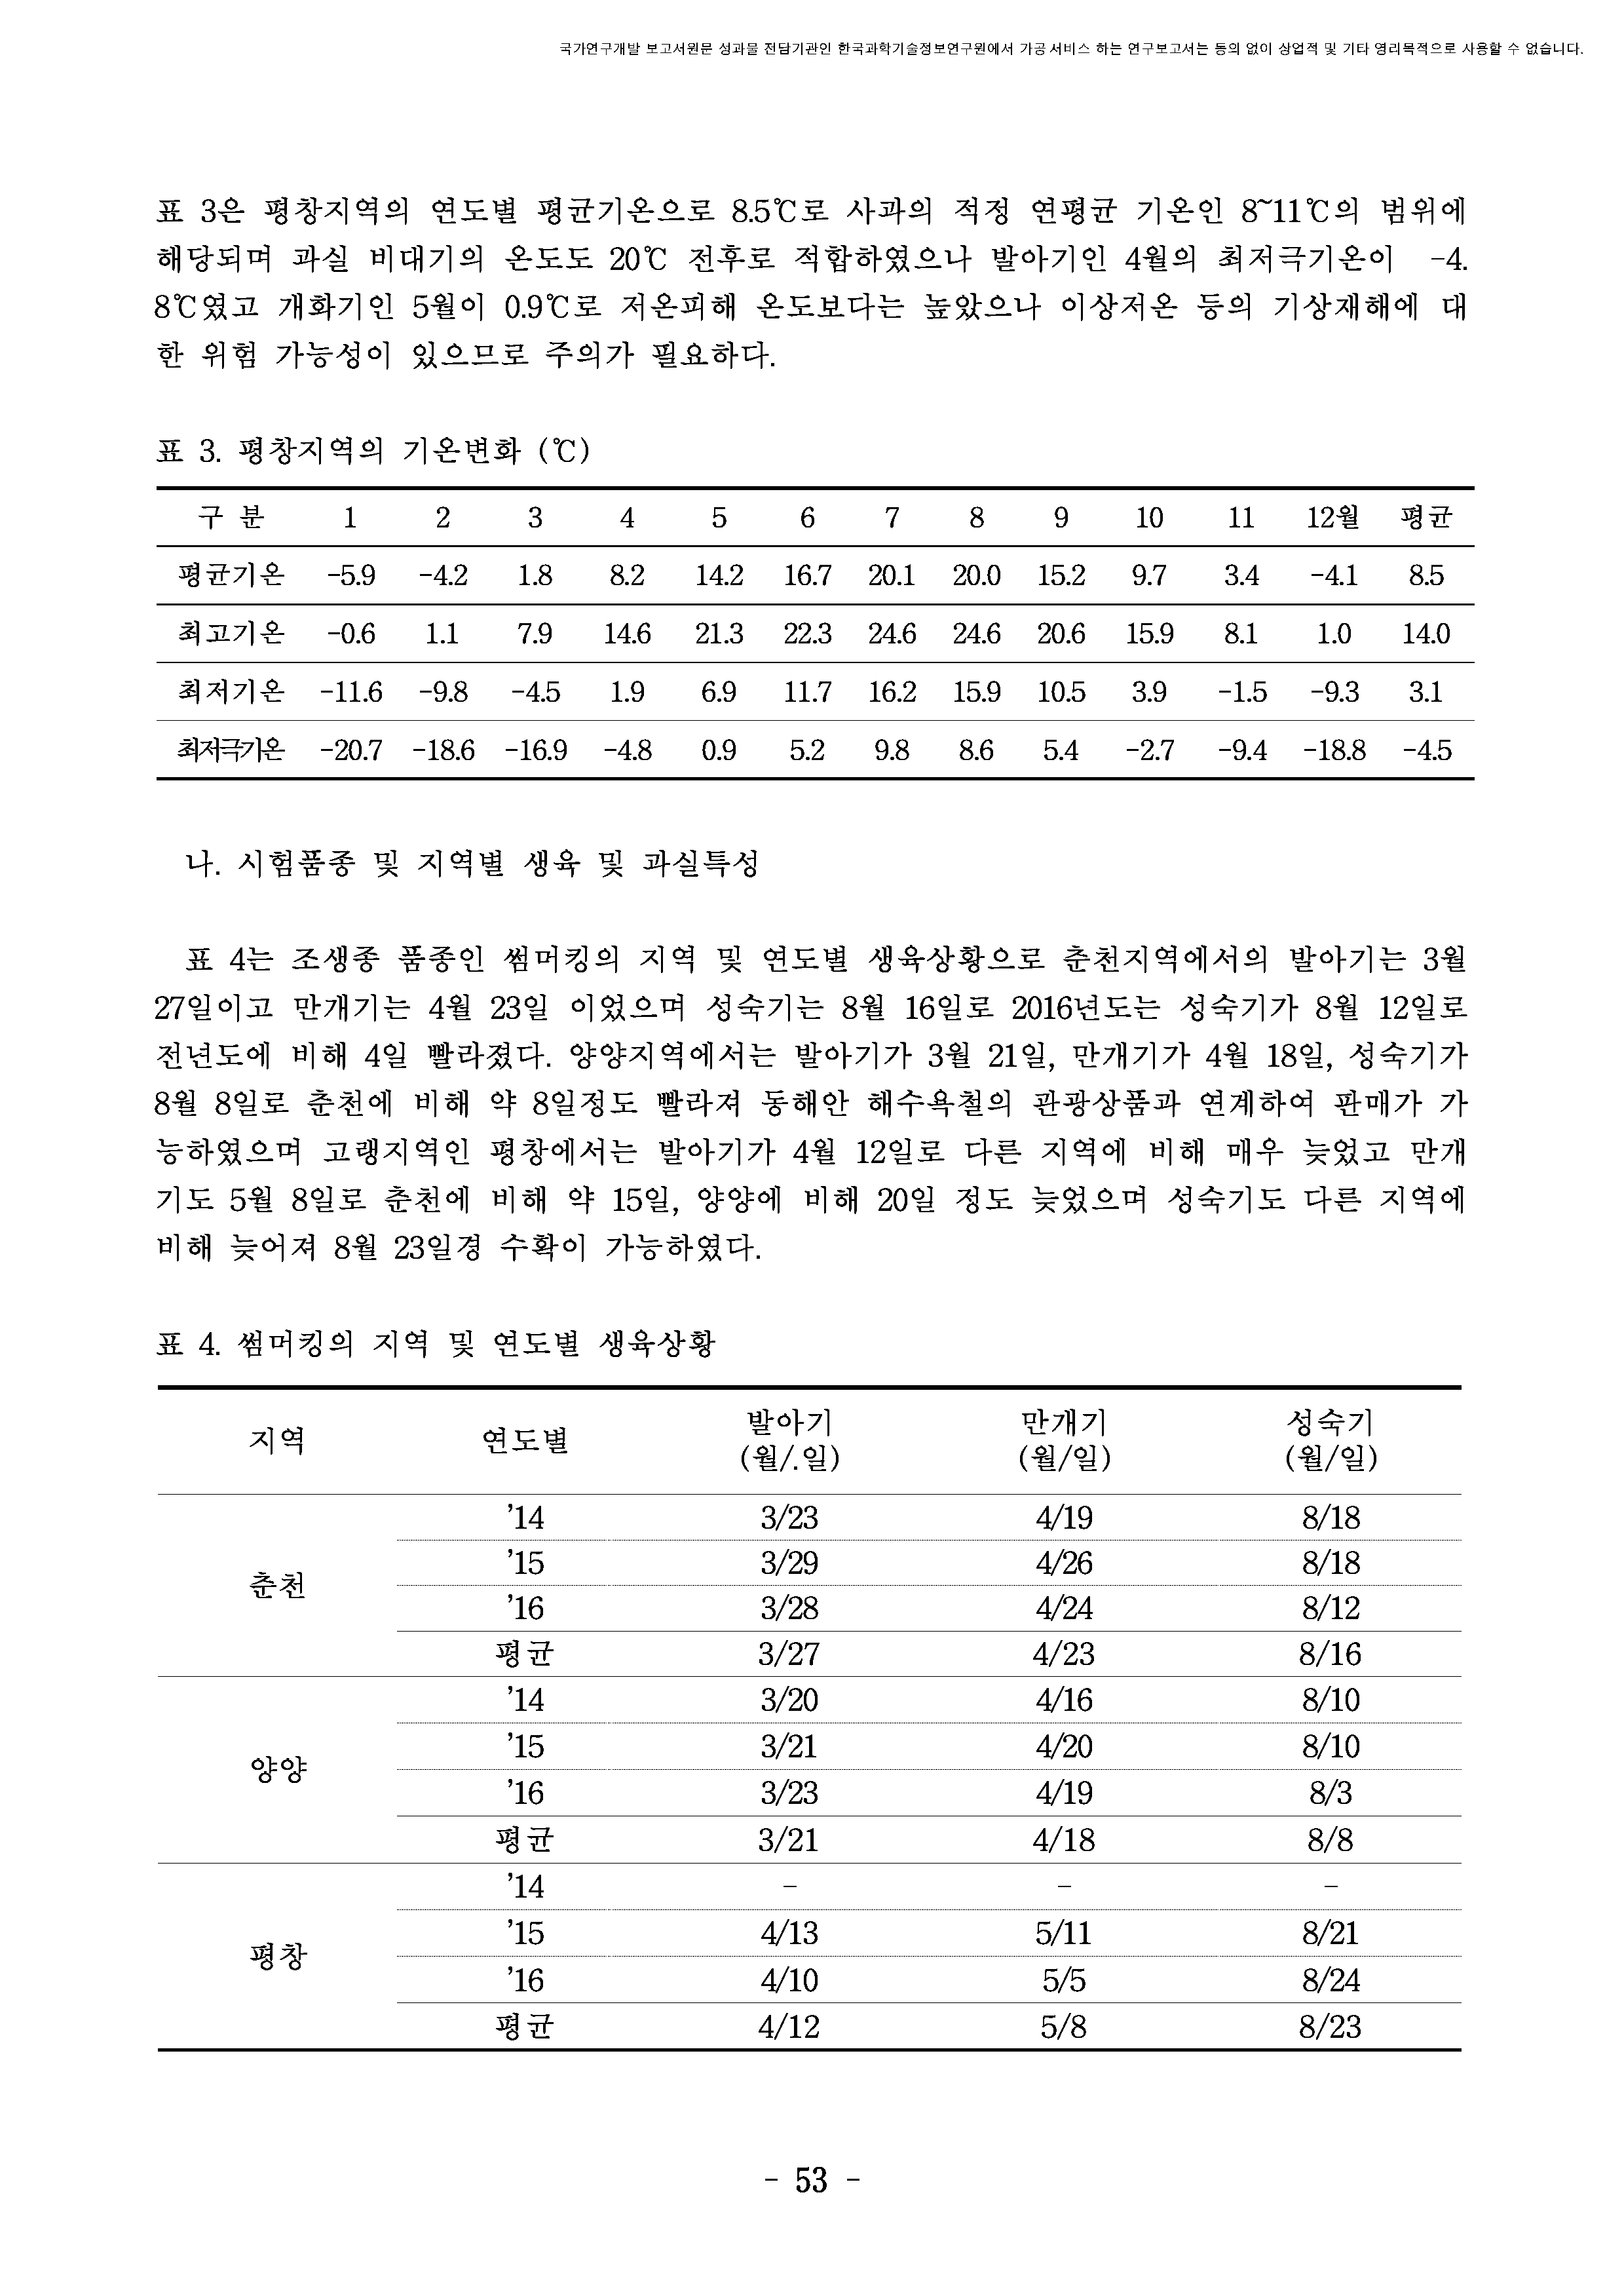 국가연구개발 보고서원문 성과물 전담기관인 한국과학기술정보연구원에서 가공·서비스 하는 연구보고서는 동의 없이 상업적 및 기타 영리목적으로 사용할 수 없습니다.
표 3은 평창지역의 연도별 평균기온으로 8.5℃로 사과의 적정 연평균 기온인 8~11℃의 범위에
해당되며 과실 비대기의 온도도 20℃ 전후로 적합하였으나 발아기인 4월의 최저극기온이 -4.
8℃였고 개화기인 5월이 0.9℃로 저온피해 온도보다는 높았으나 이상저온 등의 기상재해에 대
한 위험 가능성이 있으므로 주의가 필요하다.
표 3. 평창지역의 기온변화 (℃)
구 분 1 2 3 4 5 6 7 8 9 10 11 12월 평균
평균기온 -5.9 -4.2 1.8 8.2 14.2 16.7 20.1 20.0 15.2 9.7 3.4 -4.1 8.5
최고기온 -0.6 1.1 7.9 14.6 21.3 22.3 24.6 24.6 20.6 15.9 8.1 1.0 14.0
최저기온 -11.6 -9.8 -4.5 1.9 6.9 11.7 16.2 15.9 10.5 3.9 -1.5 -9.3 3.1
최저극기온 -20.7 -18.6 -16.9 -4.8 0.9 5.2 9.8 8.6 5.4 -2.7 -9.4 -18.8 -4.5
나. 시험품종 및 지역별 생육 및 과실특성
표 4는 조생종 품종인 썸머킹의 지역 및 연도별 생육상황으로 춘천지역에서의 발아기는 3월
27일이고 만개기는 4월 23일 이었으며 성숙기는 8월 16일로 2016년도는 성숙기가 8월 12일로
전년도에 비해 4일 빨라졌다. 양양지역에서는 발아기가 3월 21일, 만개기가 4월 18일, 성숙기가
8월 8일로 춘천에 비해 약 8일정도 빨라져 동해안 해수욕철의 관광상품과 연계하여 판매가 가
능하였으며 고랭지역인 평창에서는 발아기가 4월 12일로 다른 지역에 비해 매우 늦었고 만개
기도 5월 8일로 춘천에 비해 약 15일, 양양에 비해 20일 정도 늦었으며 성숙기도 다른 지역에
비해 늦어져 8월 23일경 수확이 가능하였다.
표 4. 썸머킹의 지역 및 연도별 생육상황
지역 연도별 발아기 만개기 성숙기
(월/.일) (월/일) (월/일)
춘천 ’14 3/23 4/19 8/18
’15 3/29 4/26 8/18
’16 3/28 4/24 8/12
평균 3/27 4/23 8/16
양양 ’14 3/20 4/16 8/10
’15 3/21 4/20 8/10
’16 3/23 4/19 8/3
평균 3/21 4/18 8/8
평창 ’14 - - -
’15 4/13 5/11 8/21
’16 4/10 5/5 8/24
평균 4/12 5/8 8/23
- 53 -